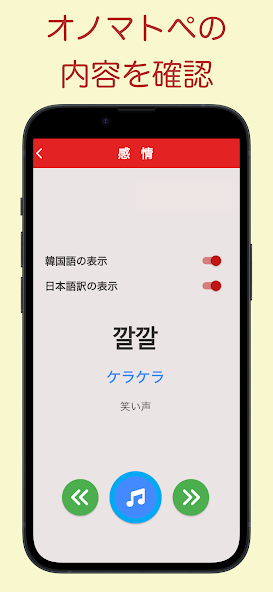 オノマトペの
内容を確認
感情
韓国語の表示
日本語訳の表示
깔깔
ケラケラ
笑い声